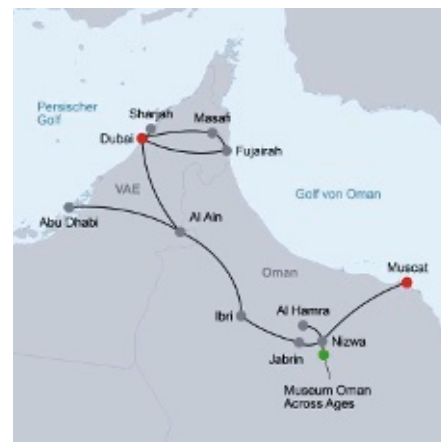 Persischer
Golf
Sharjah
Masafi
Dubai
Fujairah
VAE
Golf von Oman
Abu Dhabi
Al Ain
Oman
Muscat
Al Hamra
Ibri
Nizwa
Jabrin
Museum Oman
Across Ages